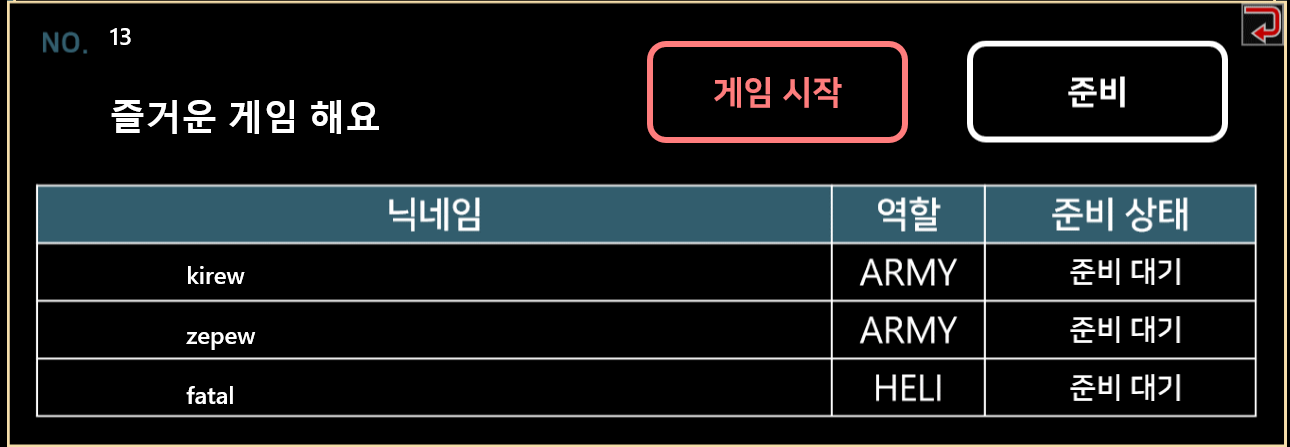 NO. 13
즐거운 게임 해요
게임 시작
준비
닉네임 역할 준비 상태
kirew ARMY 준비 대기
zepew ARMY 준비 대기
fatal HELI 준비 대기